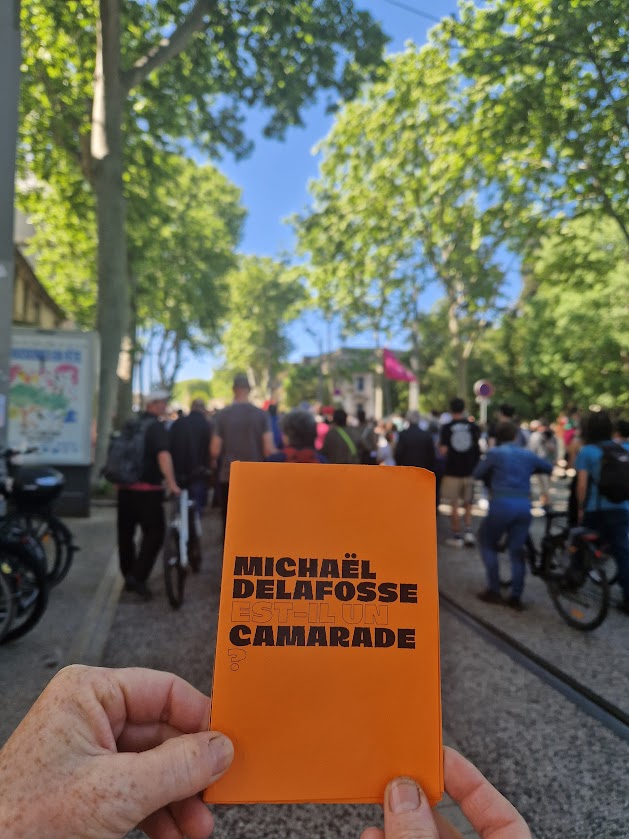 MICHAËL
DELAFOSSE
EST-IL UN
CAMARADE
?